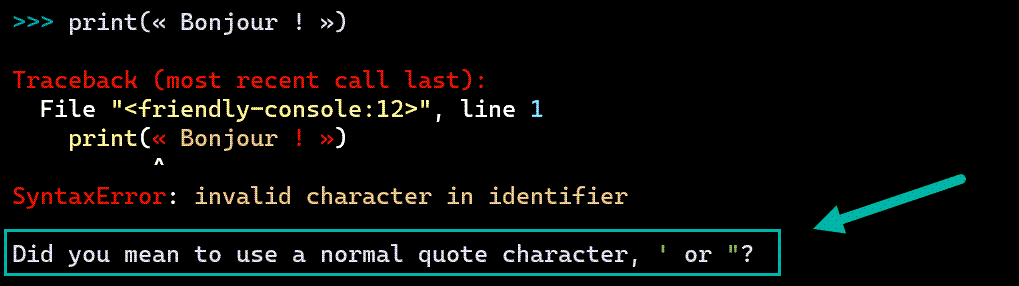 >>> print(« Bonjour ! »)
Traceback (most recent call last):
File "<friendly-console:12>", line 1
print(« Bonjour ! »)
^
SyntaxError: invalid character in identifier
Did you mean to use a normal quote character, ' or "?